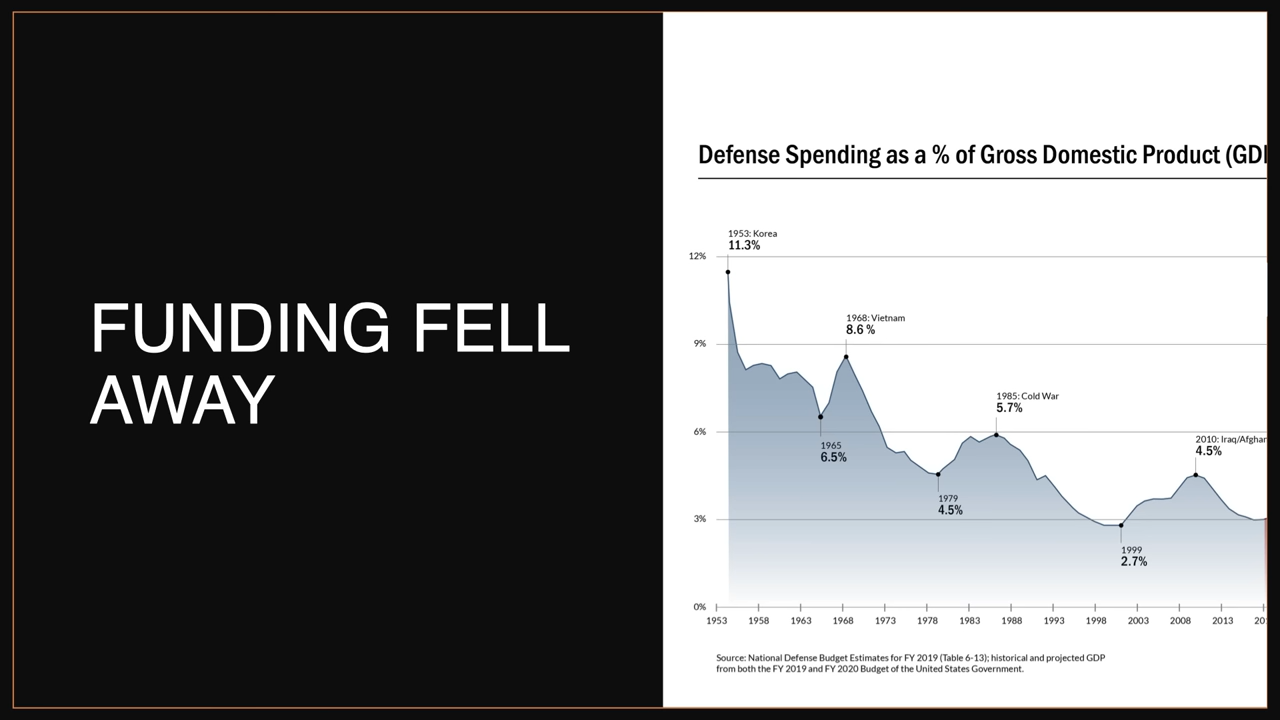 FUNDING FELL
AWAY
Defense Spending as a % of Gross Domestic Product (GD
1953: Korea
11.3%
12%
1968: Vietnam
8.6 %
9%
1985: Cold War
5.7%
6%
2010: Iraq/Afghan
4.5%
1965
6.5%
1979
4.5%
3%
1999
2.7%
0%
1953 1958 1963 1968 1973 1978 1983 1988 1993 1998 2003 2008 2013 20
Source: National Defense Budget Estimates for FY 2019 (Table 6-13); historical and projected GDP
from both the FY 2019 and FY 2020 Budget of the United States Government.